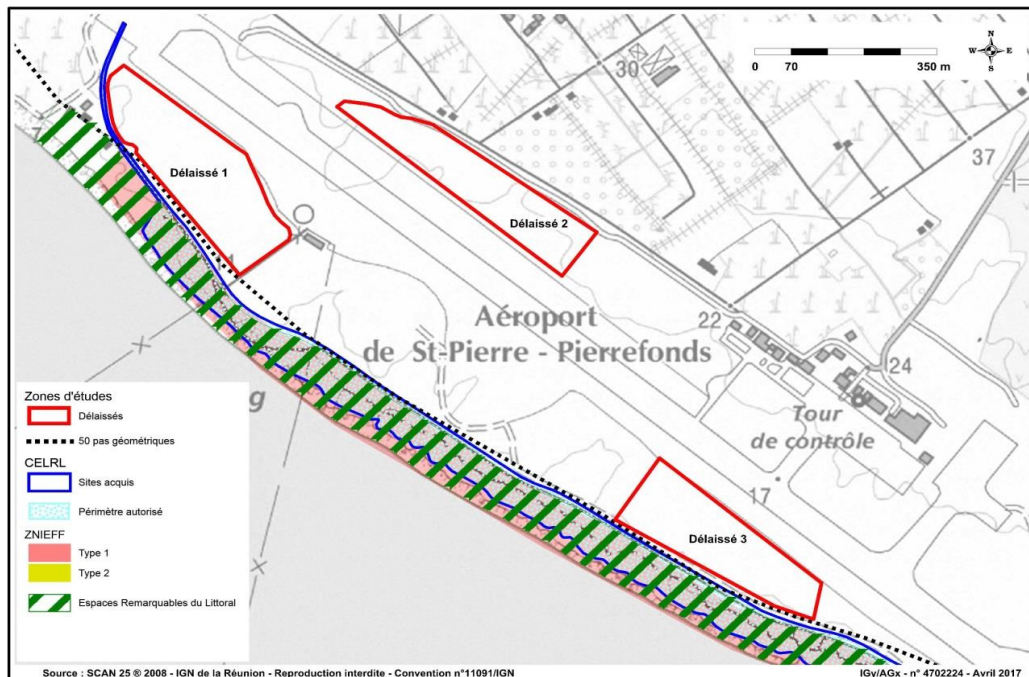 N
W E
S
0 70 350 m
30
37
7
Délaissé 1
Délaissé 2
Aéroport
de St-Pierre - Pierrefonds
22
24
Tour
de contrôle
17
g
Délaissé 3
Zones d'études
Délaissés
50 pas géométriques
CELRL
Sites acquis
Périmètre autorisé
ZNIEFF
Type 1
Type 2
Espaces Remarquables du Littoral
Source : SCAN 25 ® 2008 - IGN de la Réunion - Reproduction interdite - Convention n°11091/IGN
IGy/AGx - n° 4702224 - Avril 2017